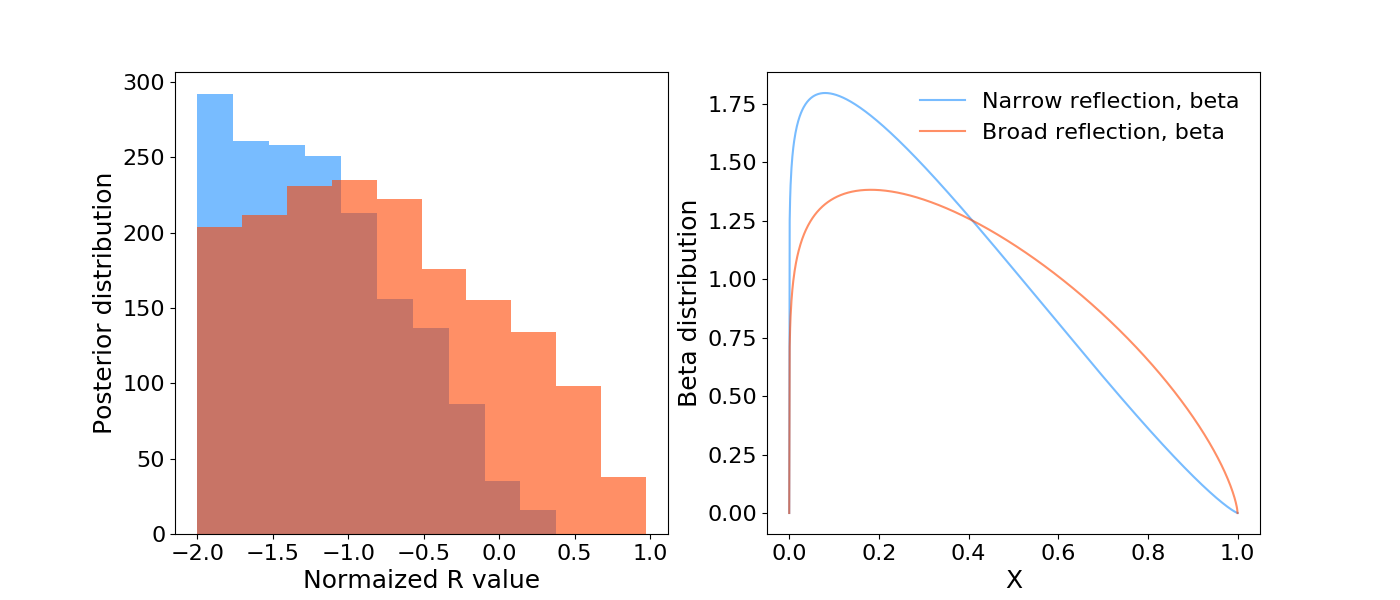 300
250
200
150
100
50
0
−2.0 −1.5 −1.0 −0.5 0.0 0.5 1.0
Normaized R value
Posterior distribution
1.75
1.50
1.25
1.00
0.75
0.50
0.25
0.00
0.0 0.2 0.4 0.6 0.8 1.0
X
Beta distribution
Narrow reflection, beta
Broad reflection, beta